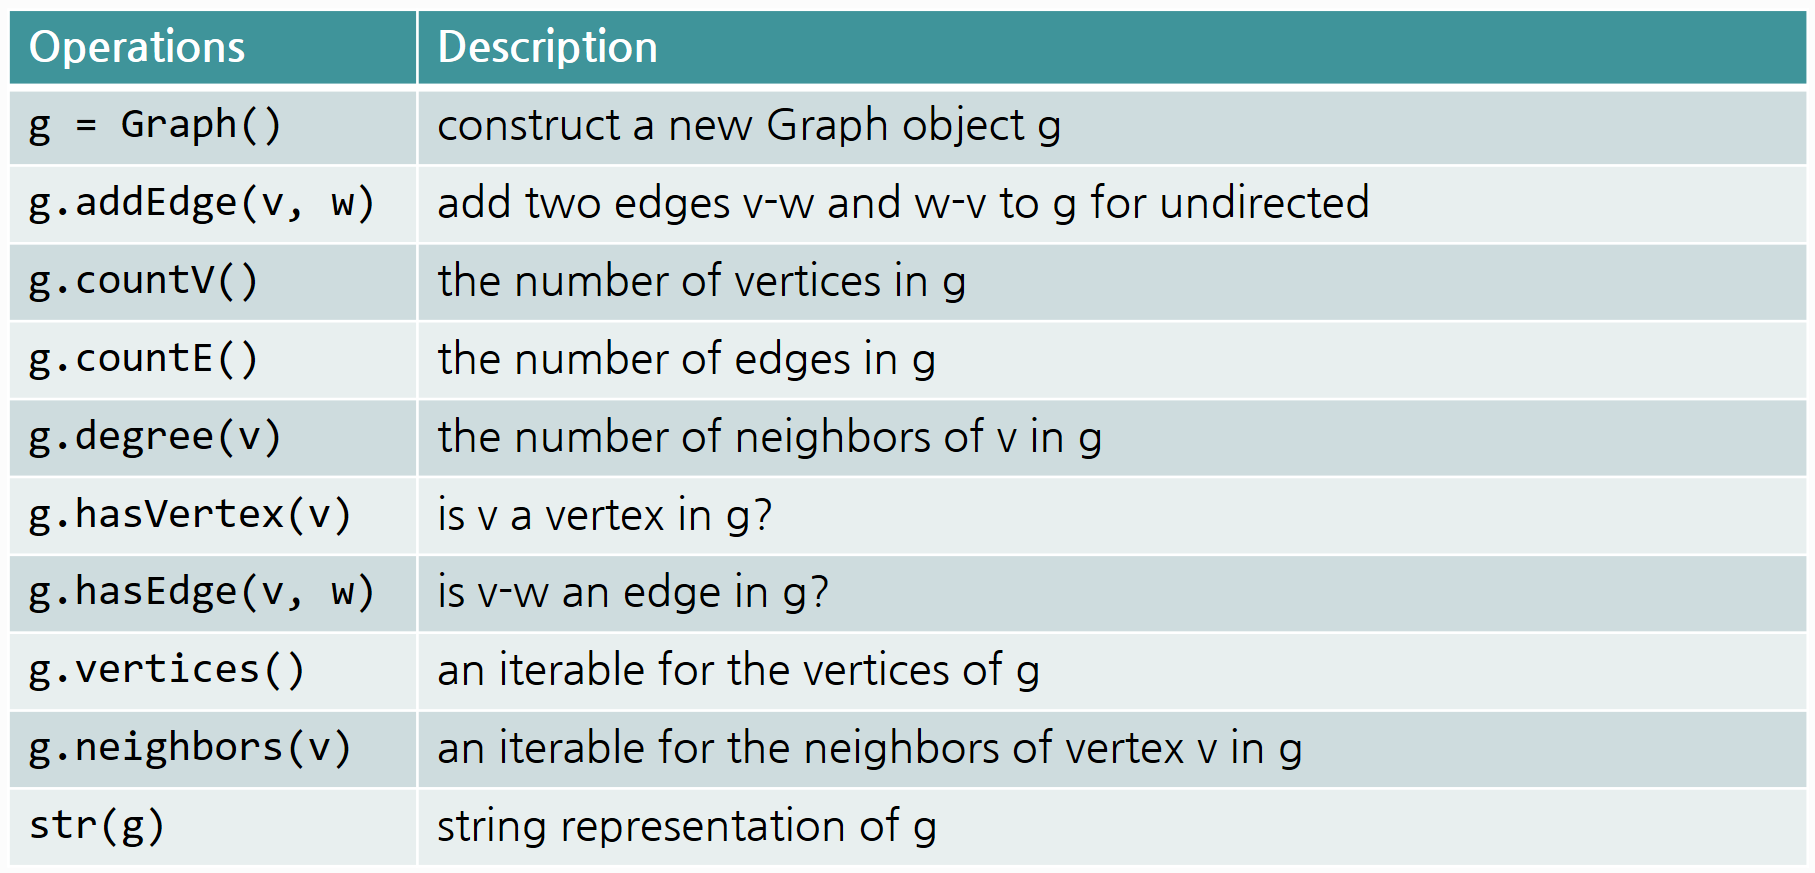 Operations Description
g = Graph() construct a new Graph object g
g.addEdge(v, w) add two edges v-w and w-v to g for undirected
g.countV() the number of vertices in g
g.countE() the number of edges in g
g.degree(v) the number of neighbors of v in g
g.hasVertex(v) is v a vertex in g?
g.hasEdge(v, w) is v-w an edge in g?
g.vertices() an iterable for the vertices of g
g.neighbors(v) an iterable for the neighbors of vertex v in g
str(g) string representation of g